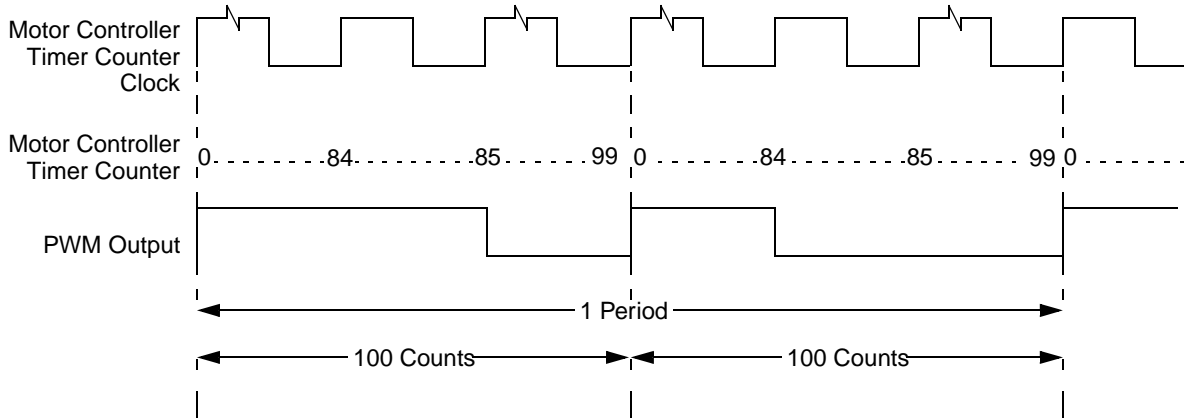 Motor Controller
Timer Counter
Clock
Motor Controller
Timer Counter
0 84 85 99 0 84 85 99 0
PWM Output
1 Period
100 Counts 100 Counts